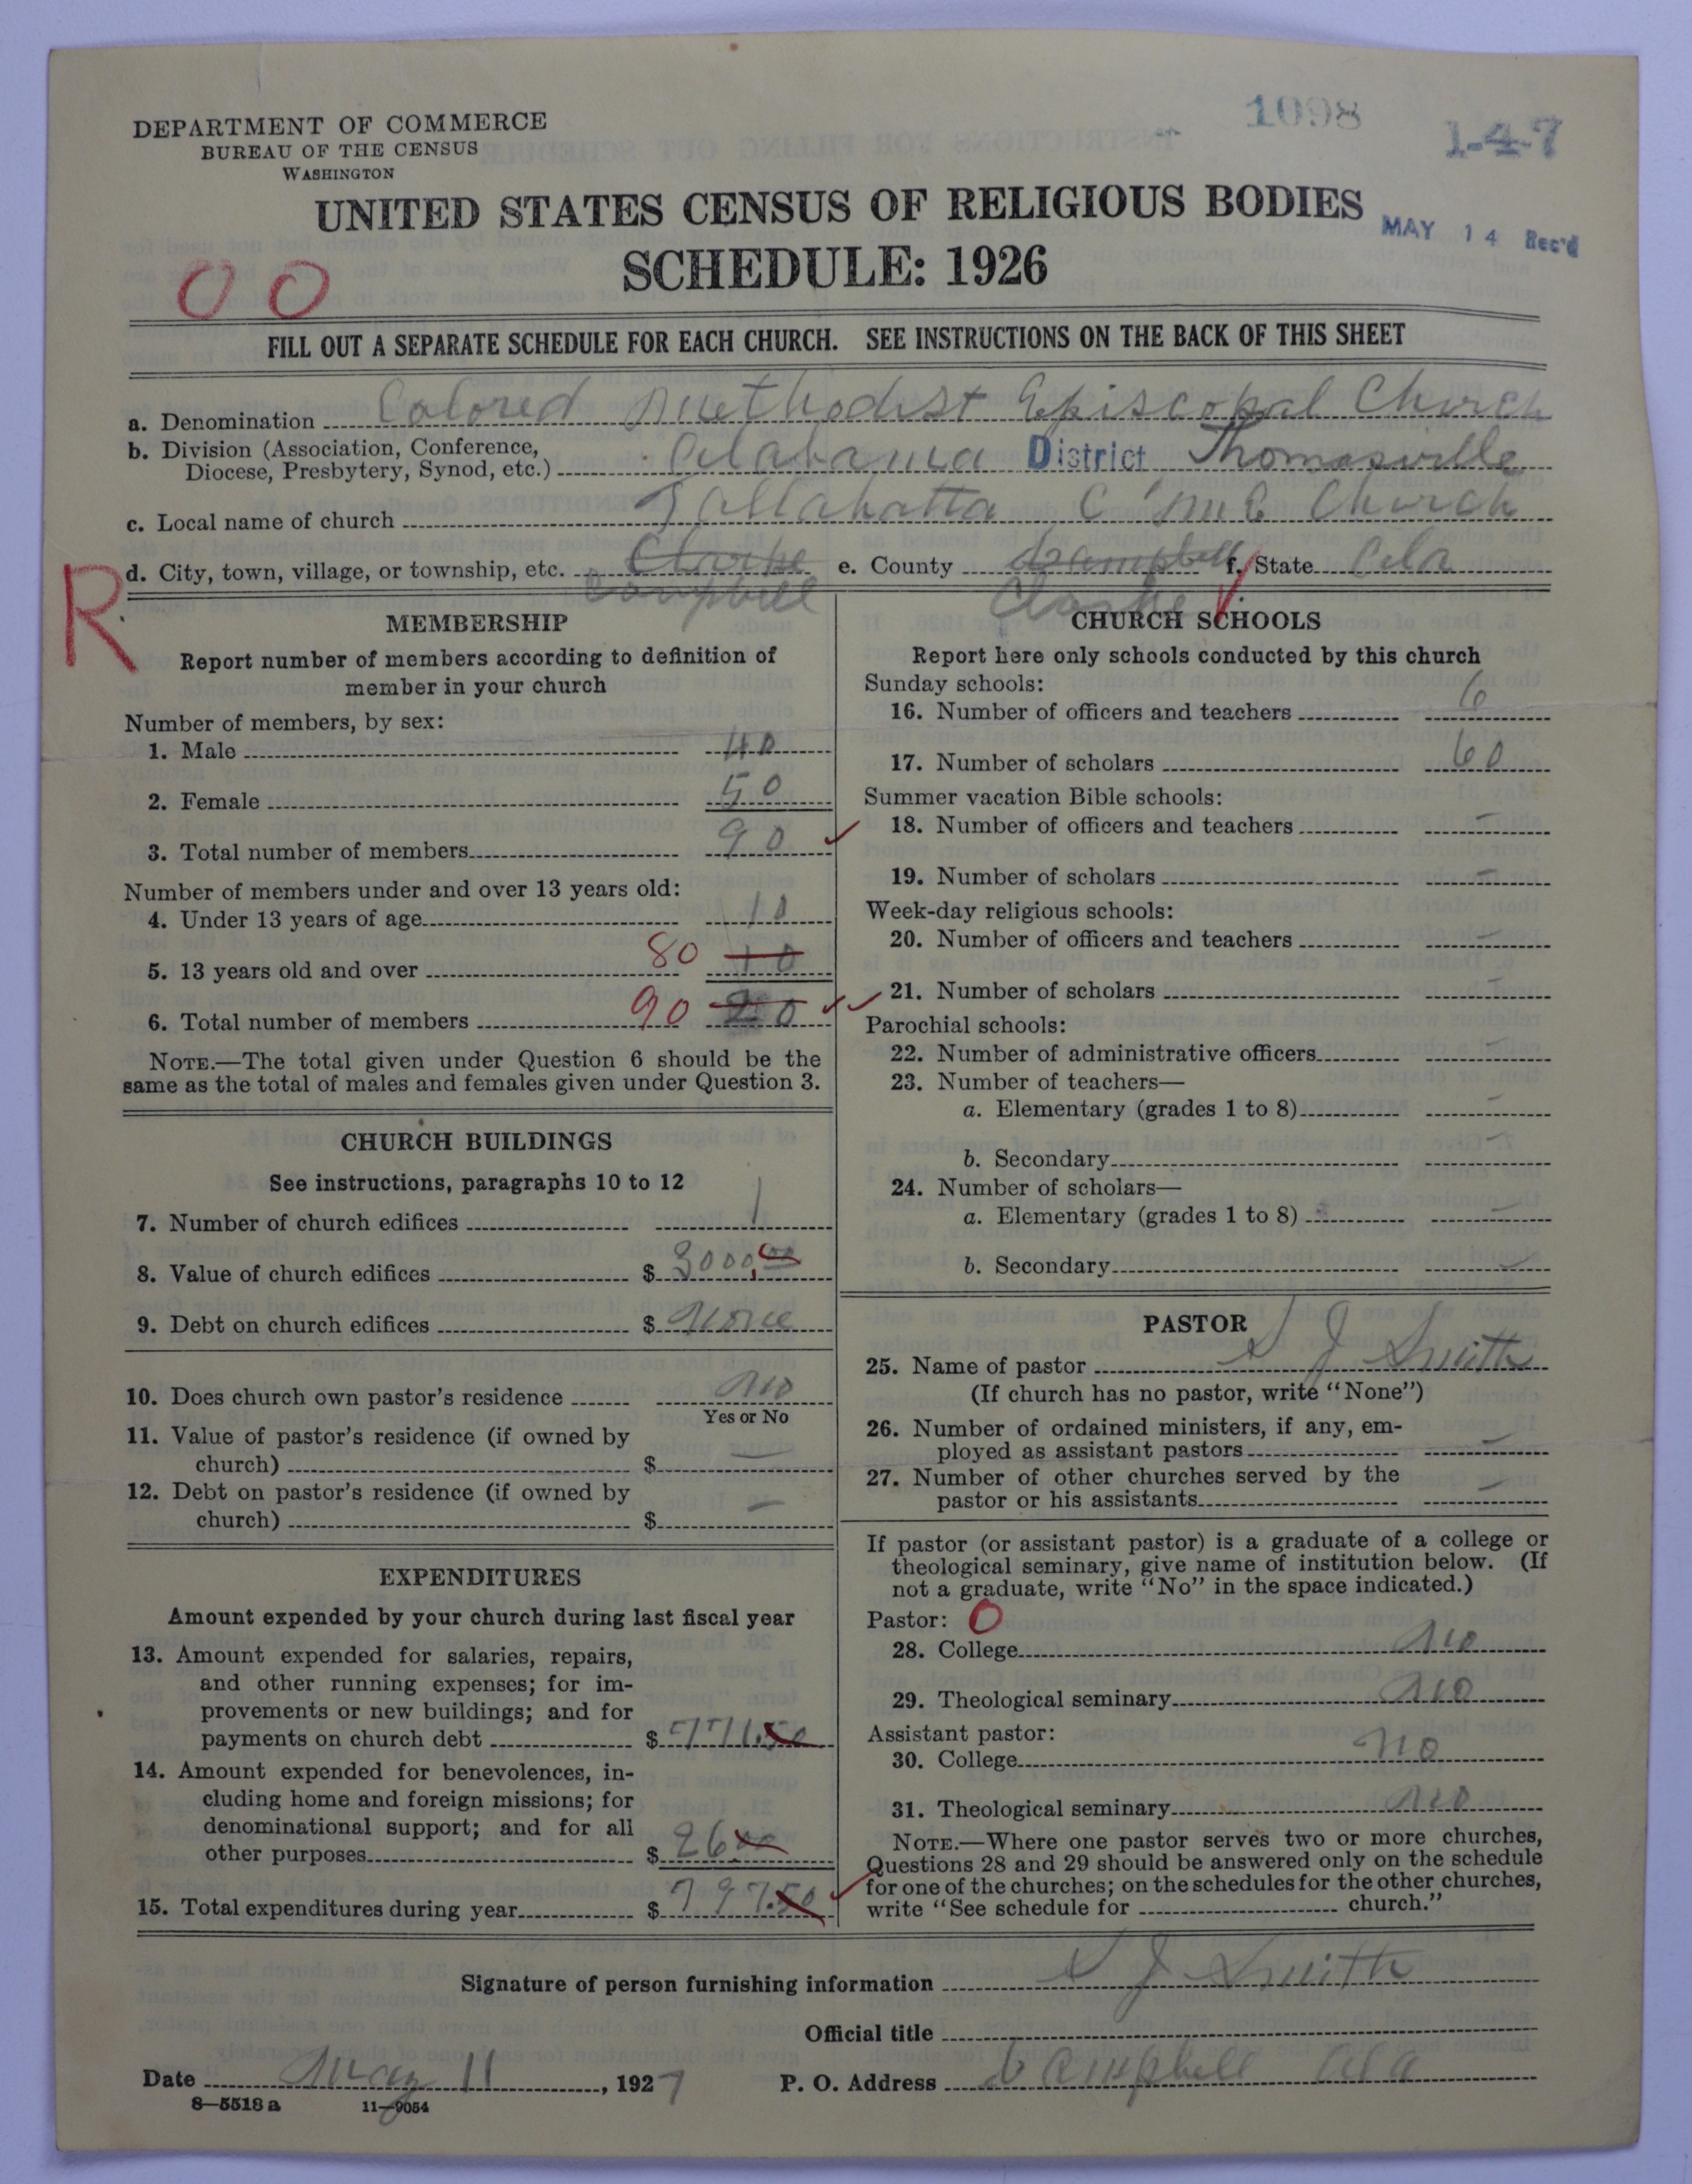 1098
1-4-7
DEPARTMENT OF COMMERCE
BUREAU OF THE CENSUS
WASHINGTON
UNITED STATES CENSUS OF RELIGIOUS BODIES
MAY 14 Rec'd
SCHEDULE: 1926
00
FILL OUT A SEPARATE SCHEDULE FOR EACH CHURCH. SEE INSTRUCTIONS ON THE BACK OF THIS SHEET
a. Denomination Colored Methodist Episcopal Church
b. Division (Association, Conference,
Diocese, Presbytery, Synod, etc.) Alabama District Thomasville
c. Local name of church Tallahatta C M E Church
d. City, town, village, or township, etc. Clarke e. County Campbell f. State Ala
Campbell Clarke
R
MEMBERSHIP
Report number of members according to definition of
member in your church
Number of members, by sex:
1. Male 40
2. Female 50
3. Total number of members 90
Number of members under and over 13 years old:
4. Under 13 years of age 10
5. 13 years old and over 80 10
6. Total number of members 90 20
NOTE.—The total given under Question 6 should be the
same as the total of males and females given under Question 3.
CHURCH BUILDINGS
See instructions, paragraphs 10 to 12
7. Number of church edifices 1
8. Value of church edifices $ 3000.00
9. Debt on church edifices $ None
10. Does church own pastor's residence No
Yes or No
11. Value of pastor's residence (if owned by
church) $ —
12. Debt on pastor's residence (if owned by
church) $ —
EXPENDITURES
Amount expended by your church during last fiscal year
13. Amount expended for salaries, repairs,
and other running expenses; for im-
provements or new buildings; and for
payments on church debt $ 771.50
14. Amount expended for benevolences, in-
cluding home and foreign missions; for
denominational support; and for all
other purposes $ 26.00
15. Total expenditures during year $ 797.50
CHURCH SCHOOLS
Report here only schools conducted by this church
Sunday schools:
16. Number of officers and teachers 6
17. Number of scholars 60
Summer vacation Bible schools:
18. Number of officers and teachers —
19. Number of scholars —
Week-day religious schools:
20. Number of officers and teachers —
21. Number of scholars —
Parochial schools:
22. Number of administrative officers —
23. Number of teachers—
a. Elementary (grades 1 to 8) —
b. Secondary —
24. Number of scholars—
a. Elementary (grades 1 to 8) —
b. Secondary —
PASTOR
25. Name of pastor S J Smith
(If church has no pastor, write "None")
26. Number of ordained ministers, if any, em-
ployed as assistant pastors —
27. Number of other churches served by the
pastor or his assistants —
If pastor (or assistant pastor) is a graduate of a college or
theological seminary, give name of institution below. (If
not a graduate, write "No" in the space indicated.)
Pastor: 0
28. College No
29. Theological seminary No
Assistant pastor:
30. College No
31. Theological seminary No
NOTE.—Where one pastor serves two or more churches,
Questions 28 and 29 should be answered only on the schedule
for one of the churches; on the schedules for the other churches,
write "See schedule for church."
Signature of person furnishing information S J Smith
Official title
Date May 11, 1927 P. O. Address Campbell Ala
8—5518 a 11—9054